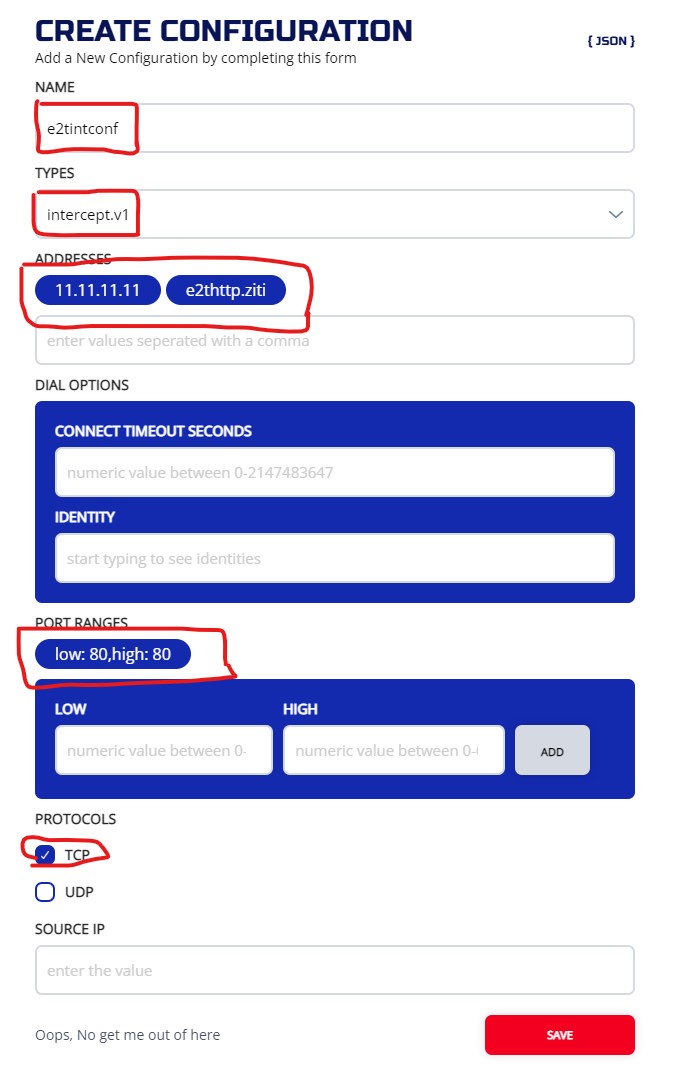 CREATE CONFIGURATION
{ JSON }
Add a New Configuration by completing this form
NAME
e2tintconf
TYPES
intercept.v1
ADDRESSES
11.11.11.11 e2thttp.ziti
enter values seperated with a comma
DIAL OPTIONS
CONNECT TIMEOUT SECONDS
numeric value between 0-2147483647
IDENTITY
start typing to see identities
PORT RANGES
low: 80,high: 80
LOW HIGH
numeric value between 0- numeric value between 0- ADD
PROTOCOLS
TCP
UDP
SOURCE IP
enter the value
Oops, No get me out of here SAVE